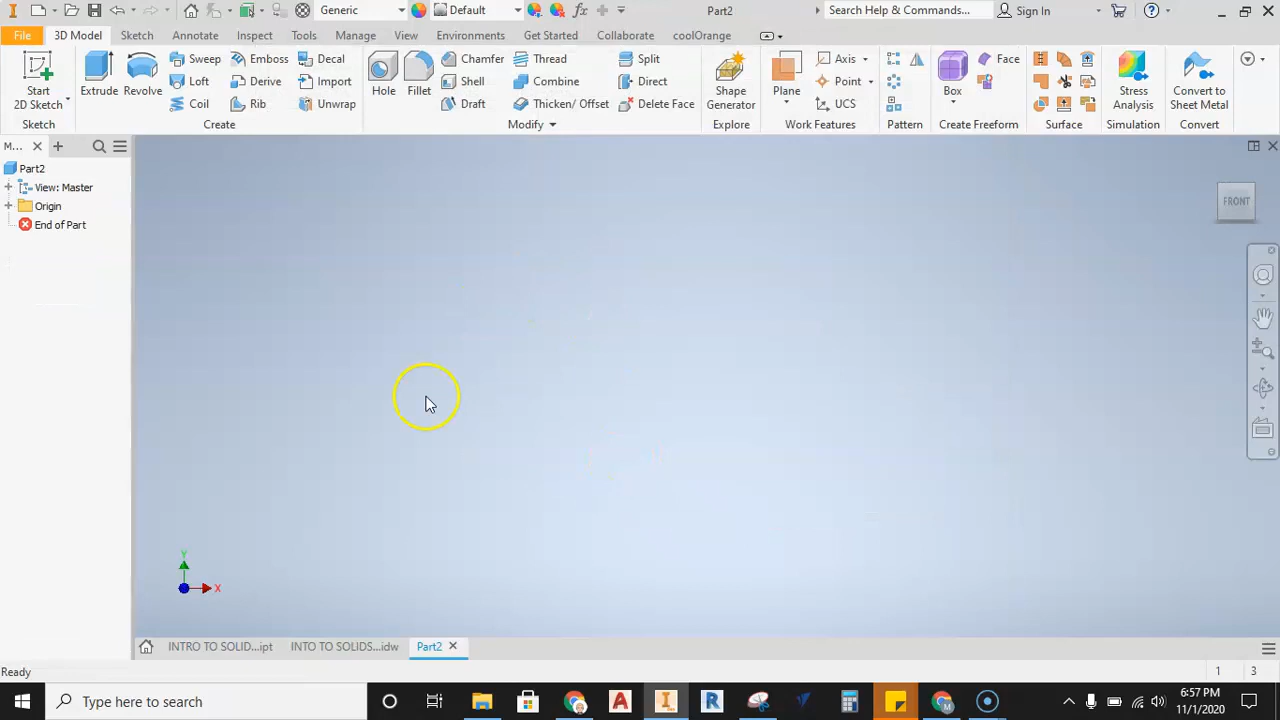 Generic
Default
Part2
Search Help & Commands...
Sign In
File
3D Model
Sketch
Annotate
Inspect
Tools
Manage
View
Environments
Get Started
Collaborate
coolOrange
Start
2D Sketch
Sketch
Extrude
Revolve
Sweep
Loft
Coil
Emboss
Derive
Rib
Decal
Import
Unwrap
Create
Hole
Fillet
Chamfer
Shell
Draft
Thread
Combine
Thicken/ Offset
Split
Direct
Delete Face
Modify
Shape
Generator
Explore
Plane
Axis
Point
UCS
Work Features
Pattern
Box
Face
Create Freeform
Surface
Stress
Analysis
Simulation
Convert to
Sheet Metal
Convert
M...
Part2
View: Master
Origin
End of Part
FRONT
Y
X
INTRO TO SOLID...ipt
INTO TO SOLIDS...idw
Part2
Ready
1
3
Type here to search
6:57 PM
11/1/2020